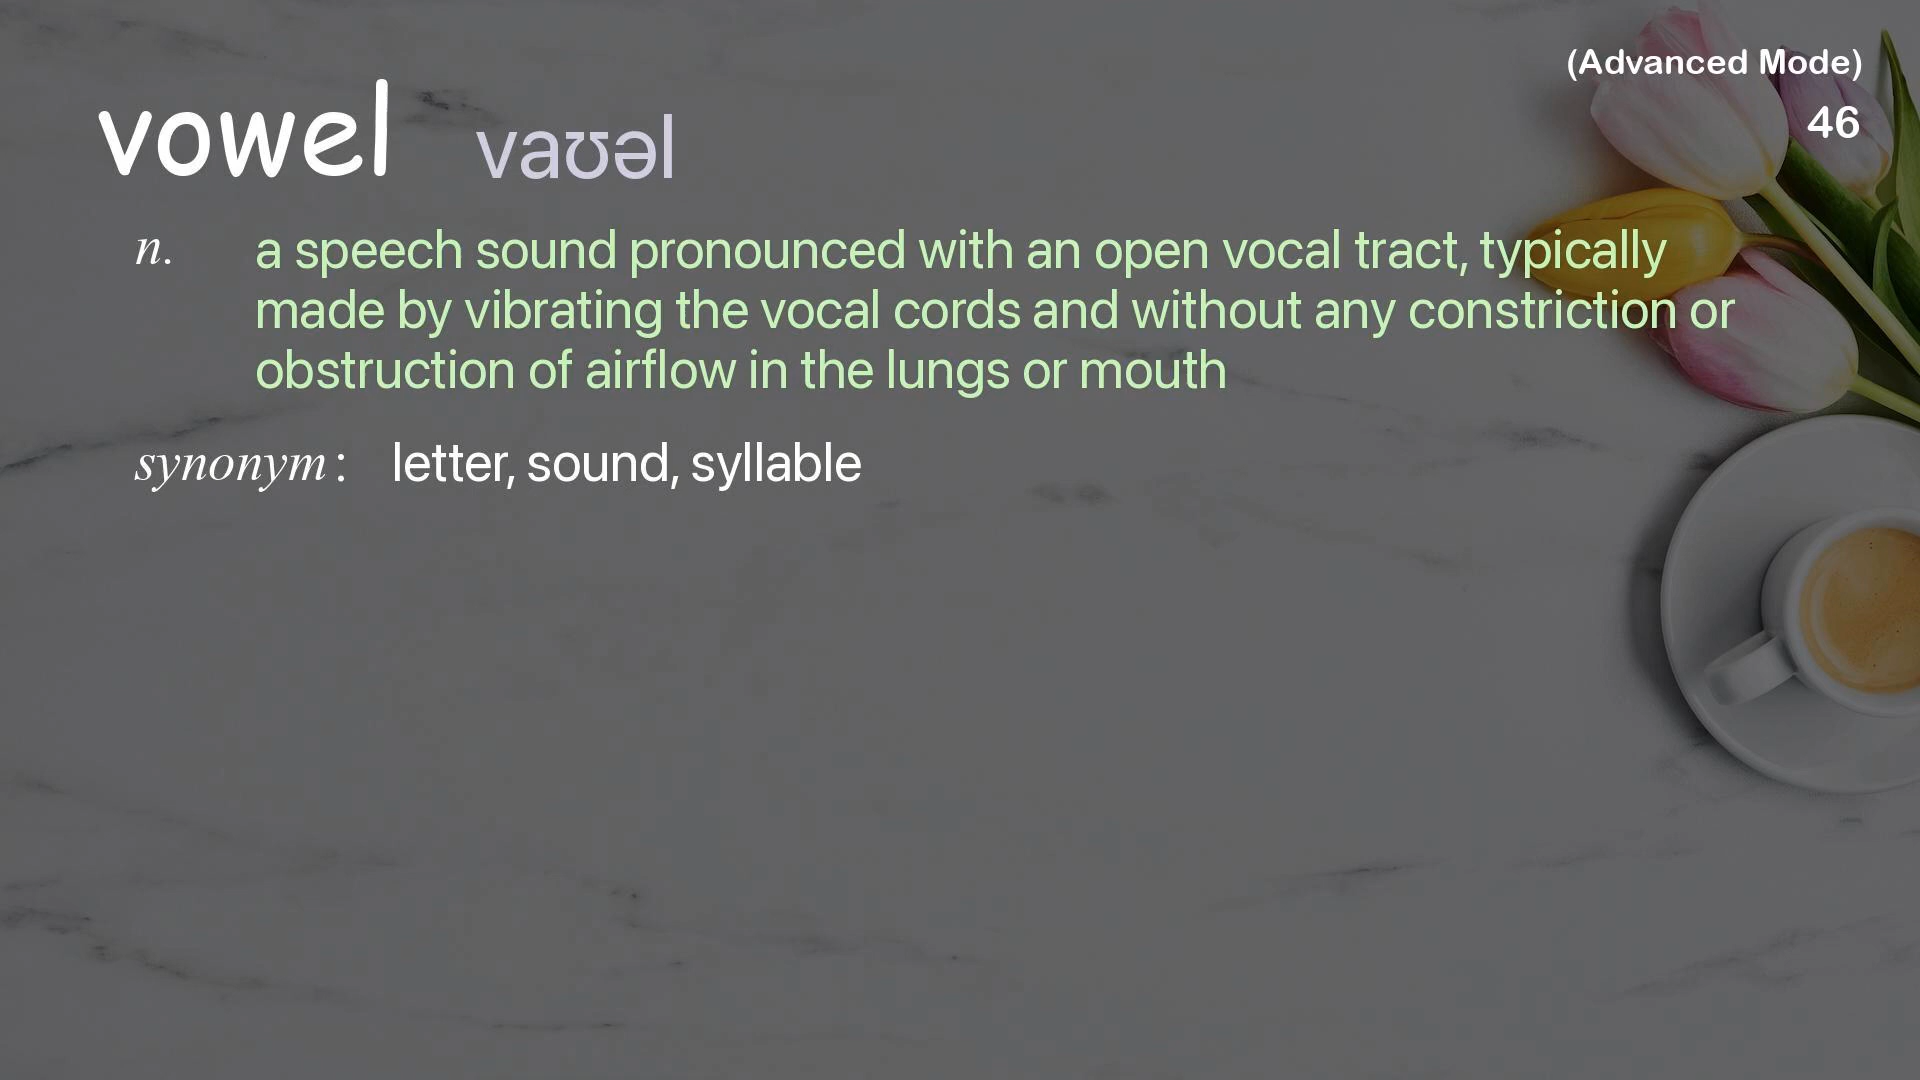 (Advanced Mode)
46
vowel vaʊəl
n. a speech sound pronounced with an open vocal tract, typically
made by vibrating the vocal cords and without any constriction or
obstruction of airflow in the lungs or mouth
synonym: letter, sound, syllable